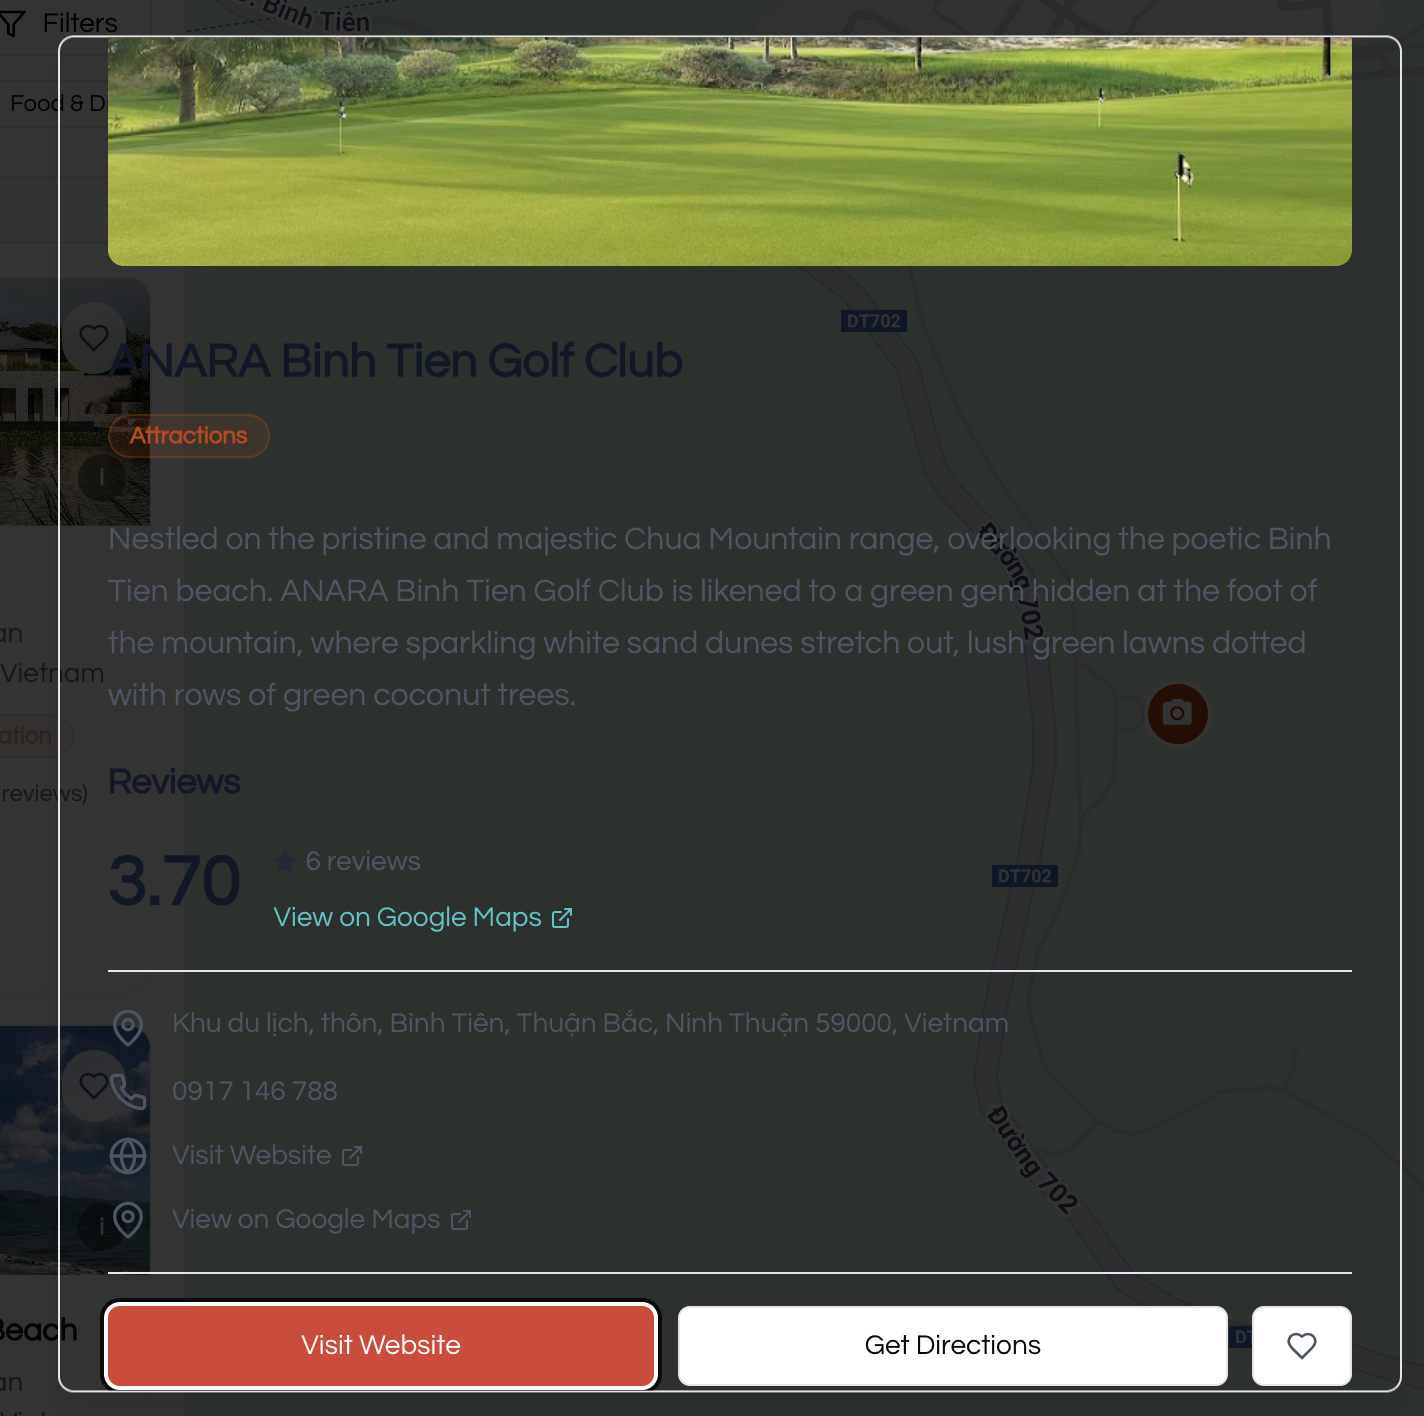 Filters
Bình Tiên
Food & D
DT702
ANARA Binh Tien Golf Club
Attractions
i
Nestled on the pristine and majestic Chua Mountain range, overlooking the poetic Binh
Tien beach. ANARA Binh Tien Golf Club is likened to a green gem hidden at the foot of
the mountain, where sparkling white sand dunes stretch out, lush green lawns dotted
with rows of green coconut trees.
Đường 702
an
Vietnam
ation
Reviews
reviews)
3.70
6 reviews
View on Google Maps
DT702
Khu du lịch, thôn, Bình Tiên, Thuận Bắc, Ninh Thuận 59000, Vietnam
0917 146 788
Visit Website
View on Google Maps
i
Đường 702
Beach
Visit Website
Get Directions
DT
an